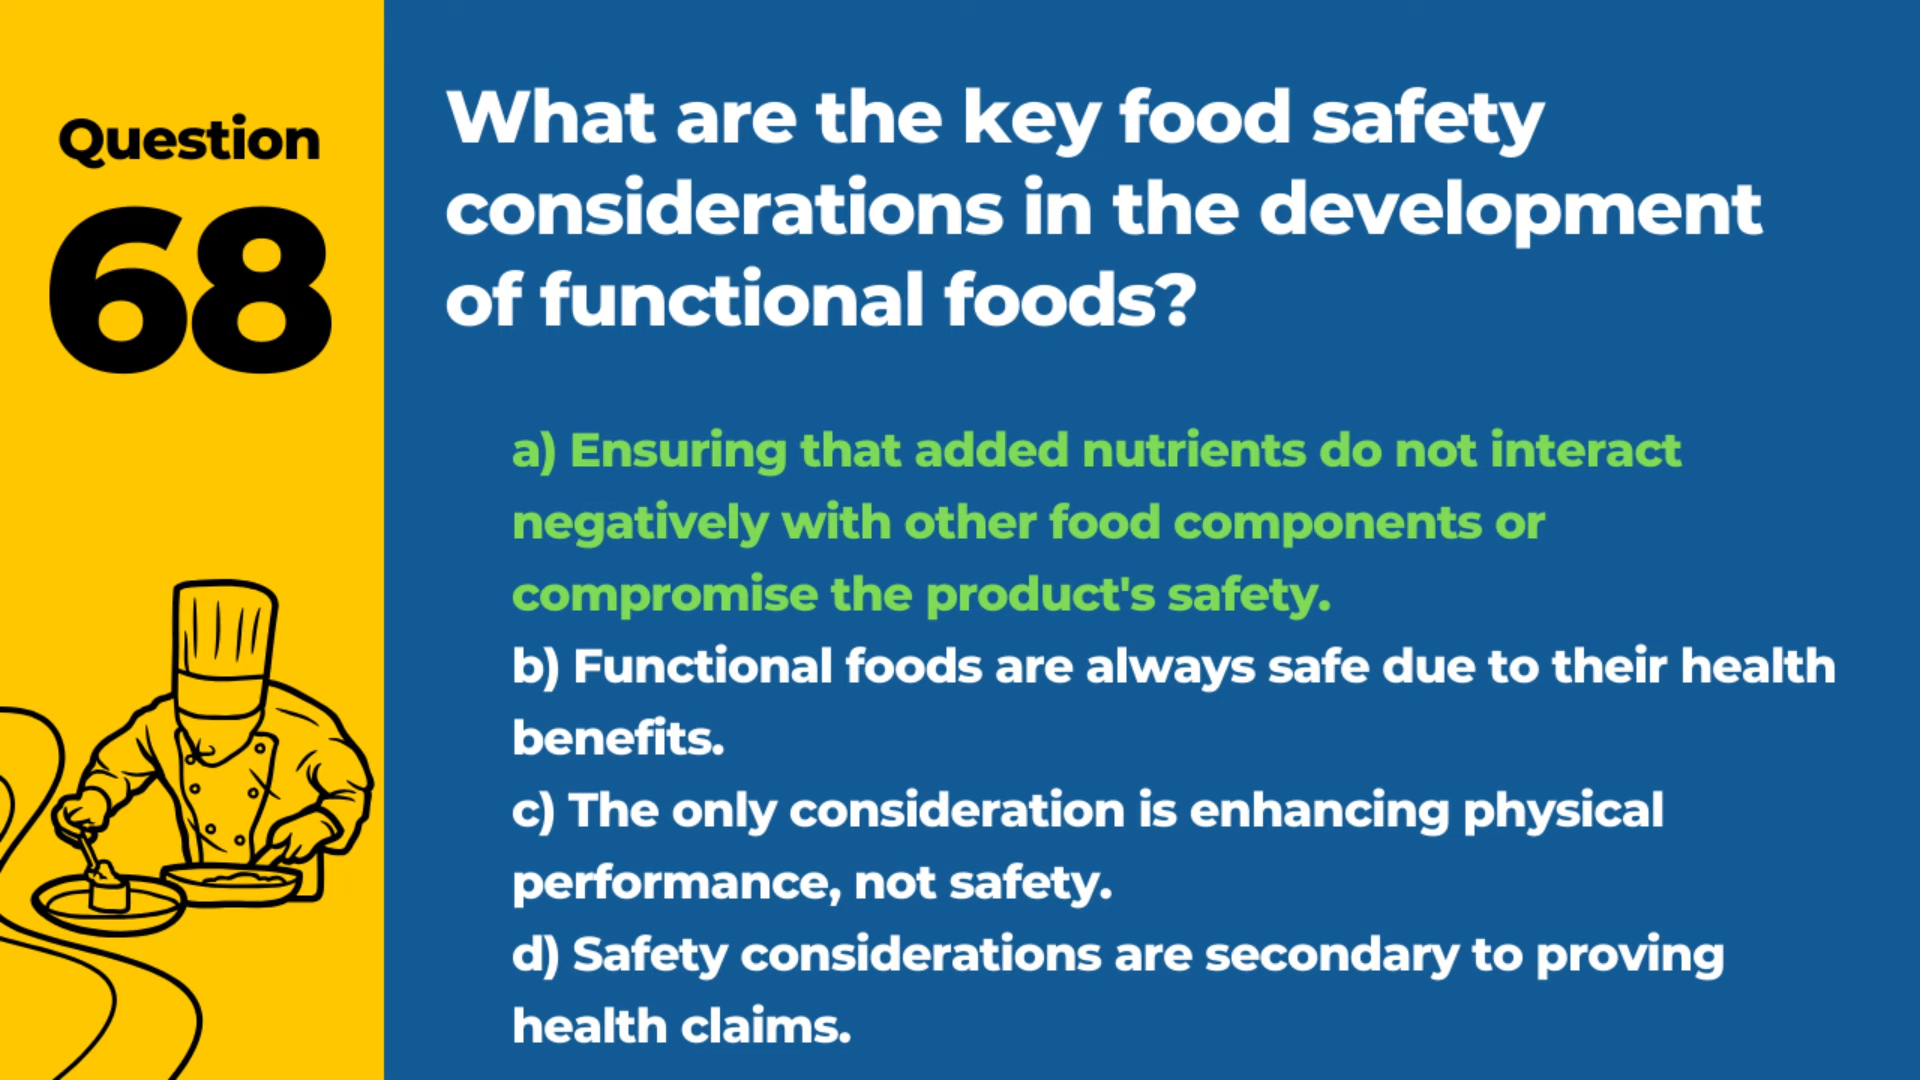 Question
68
What are the key food safety
considerations in the development
of functional foods?
a) Ensuring that added nutrients do not interact
negatively with other food components or
compromise the product's safety.
b) Functional foods are always safe due to their health
benefits.
c) The only consideration is enhancing physical
performance, not safety.
d) Safety considerations are secondary to proving
health claims.